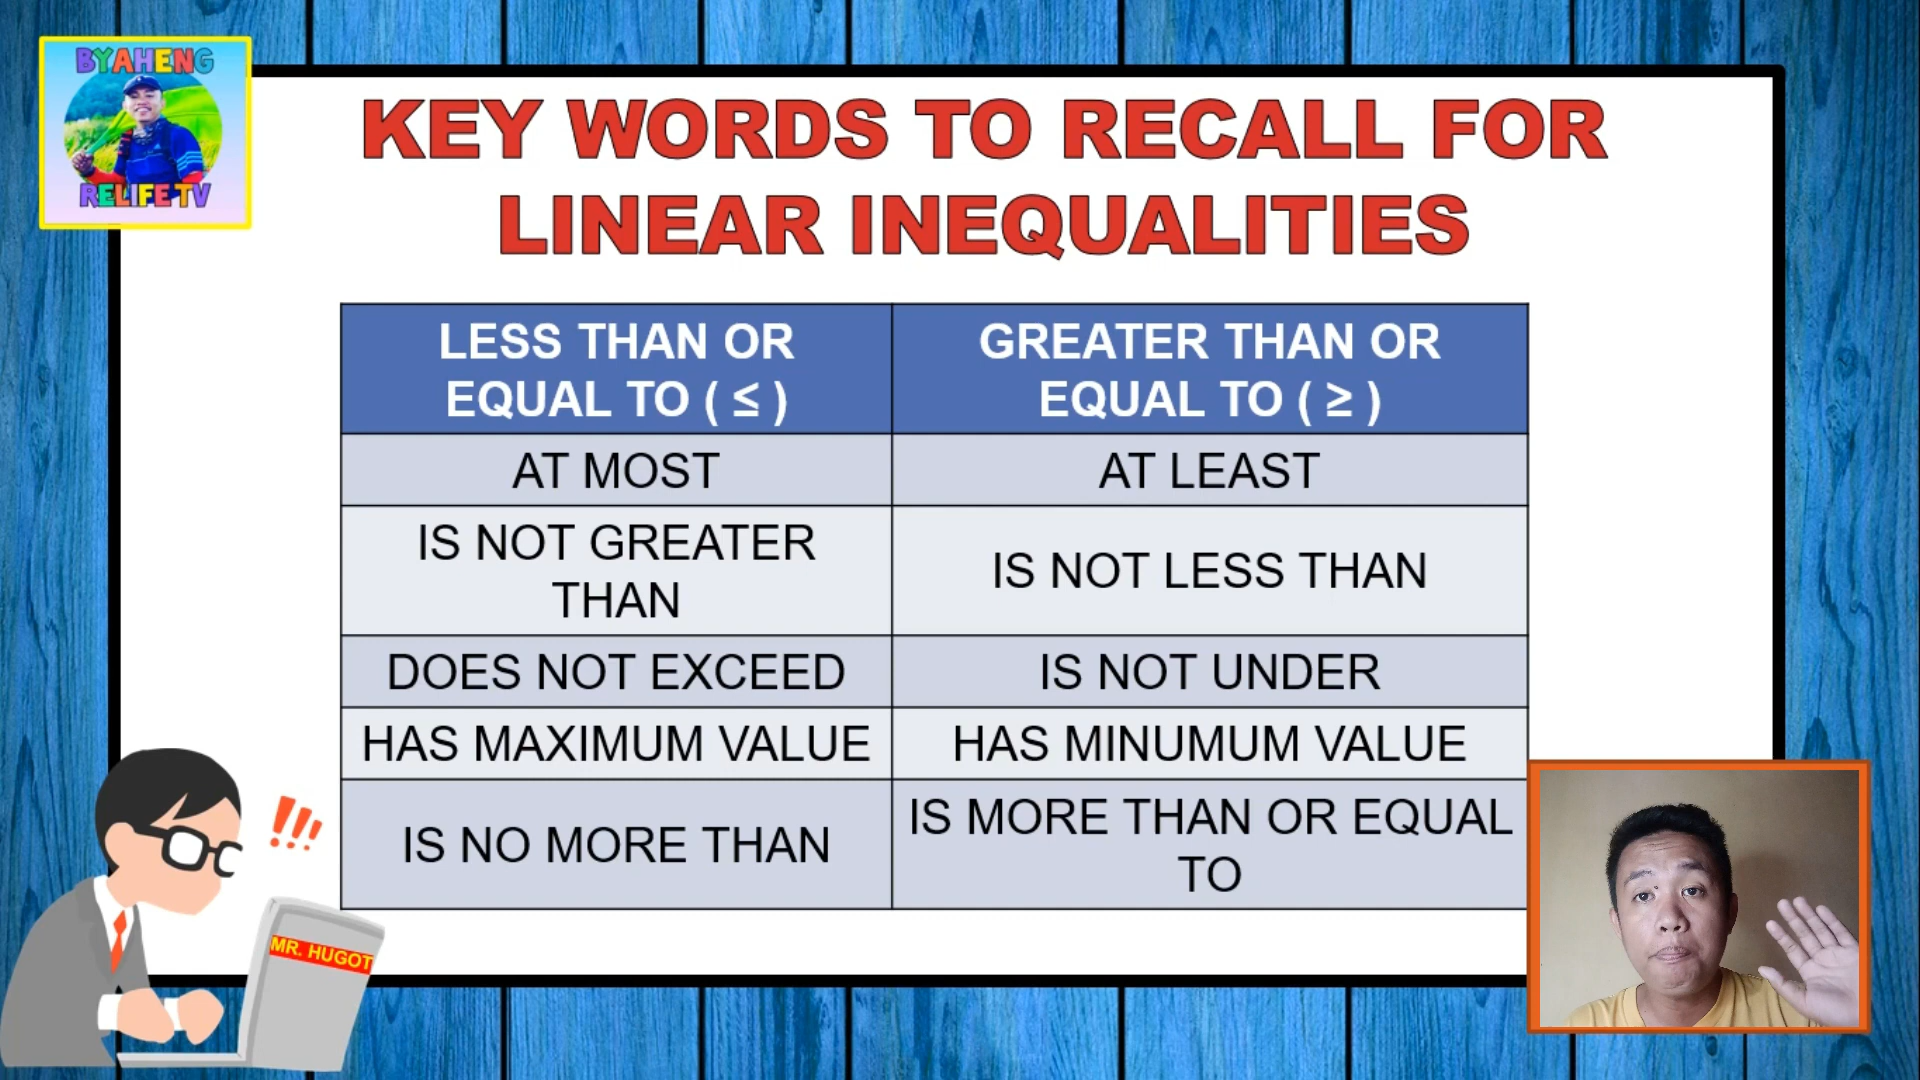 BYAHENG
RELIFE TV
KEY WORDS TO RECALL FOR
LINEAR INEQUALITIES
LESS THAN OR
EQUAL TO ( ≤ )
GREATER THAN OR
EQUAL TO ( ≥ )
AT MOST
AT LEAST
IS NOT GREATER
THAN
IS NOT LESS THAN
DOES NOT EXCEED
IS NOT UNDER
HAS MAXIMUM VALUE
HAS MINUMUM VALUE
IS NO MORE THAN
IS MORE THAN OR EQUAL
TO
!!!
MR. HUGOT